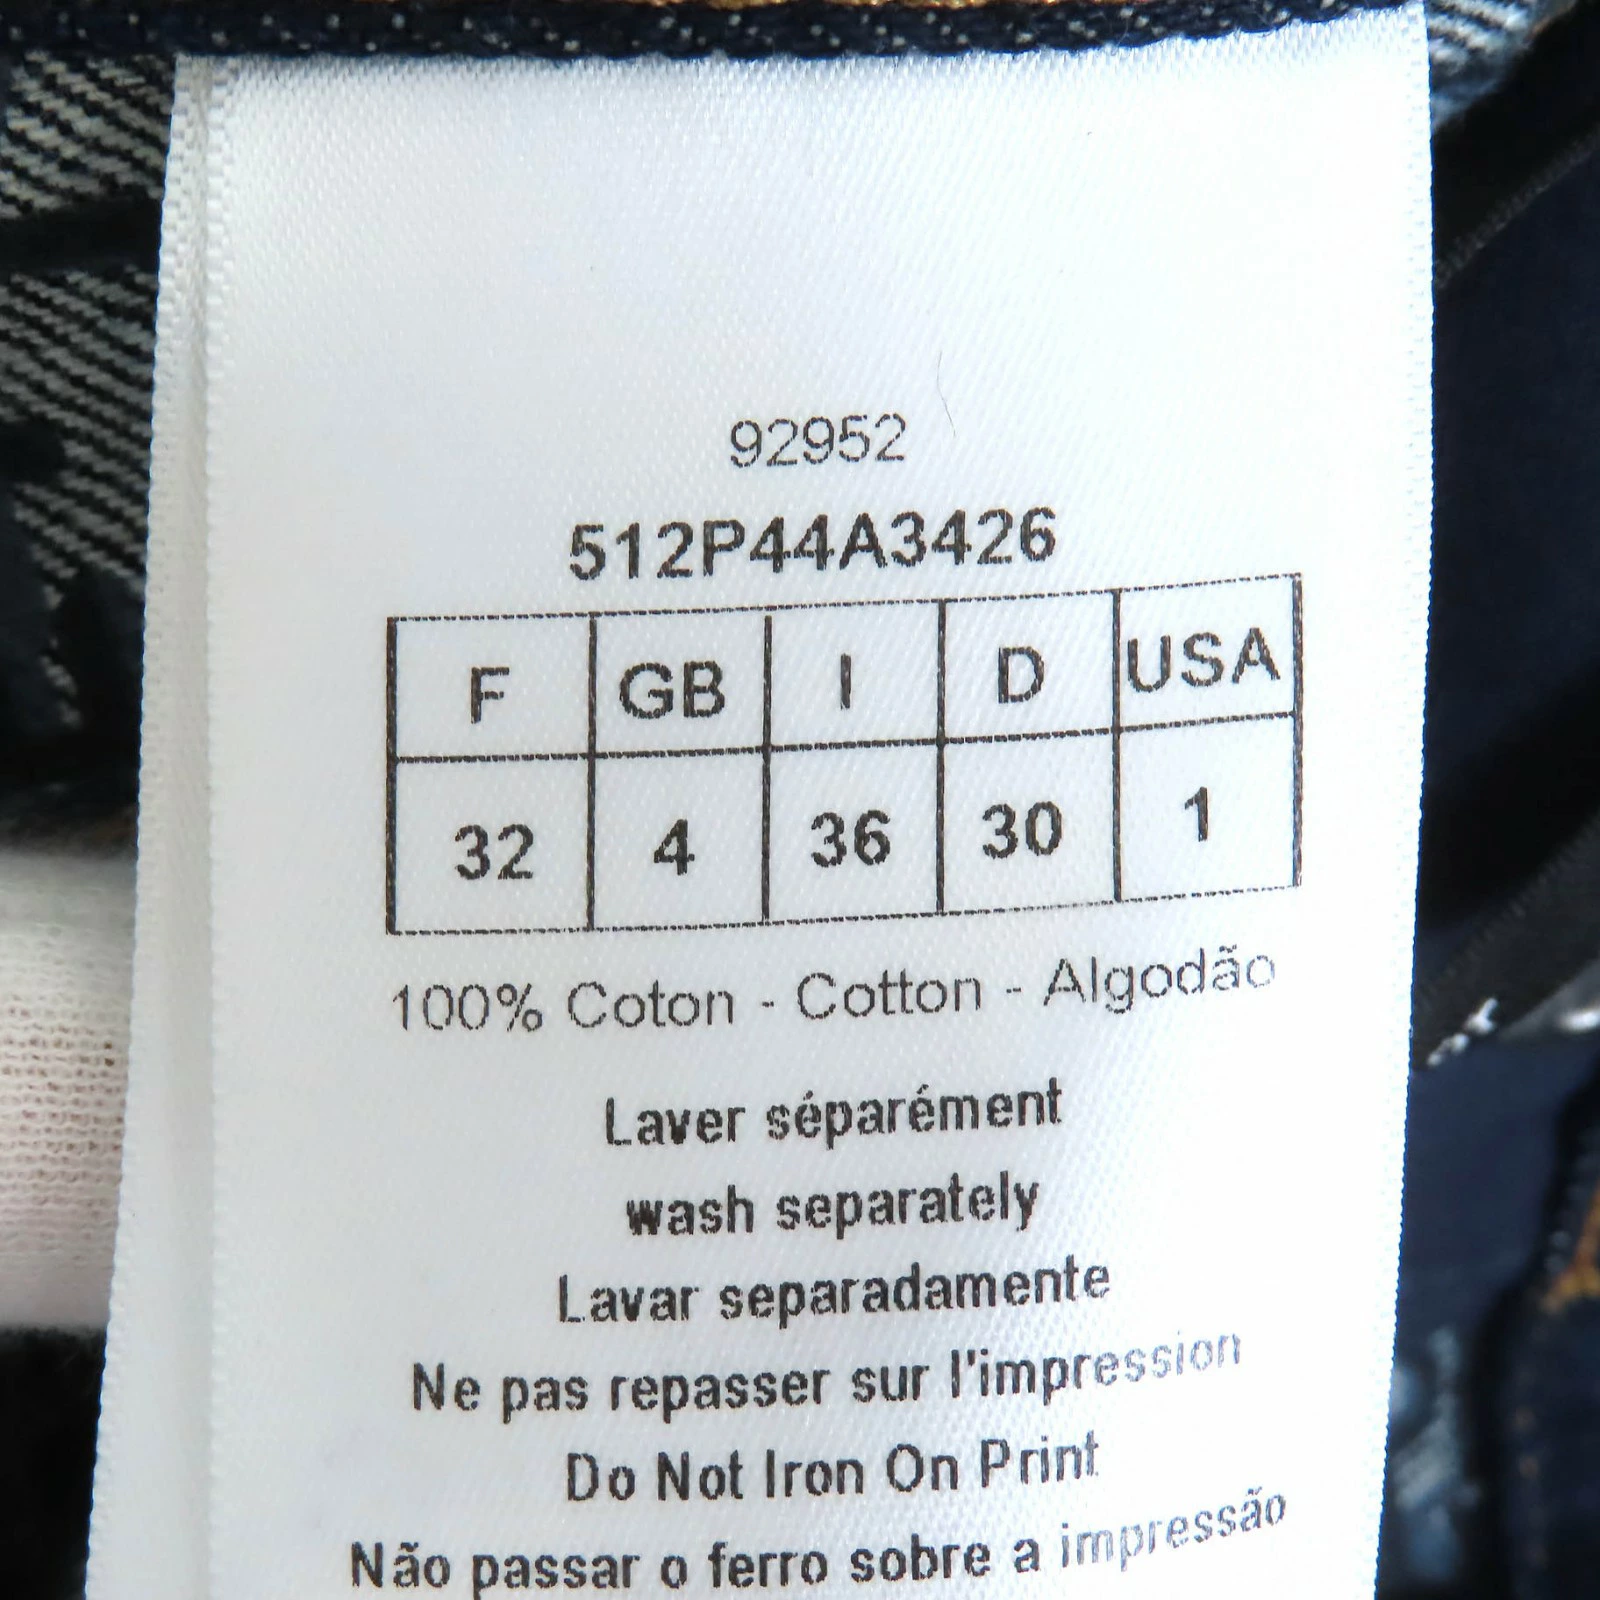 92952
512P44A3426
F GB I D USA
32 4 36 30 1
100% Coton - Cotton - Algodão
Laver séparément
wash separately
Lavar separadamente
Ne pas repasser sur l'impression
Do Not Iron On Print
Não passar o ferro sobre a impressão